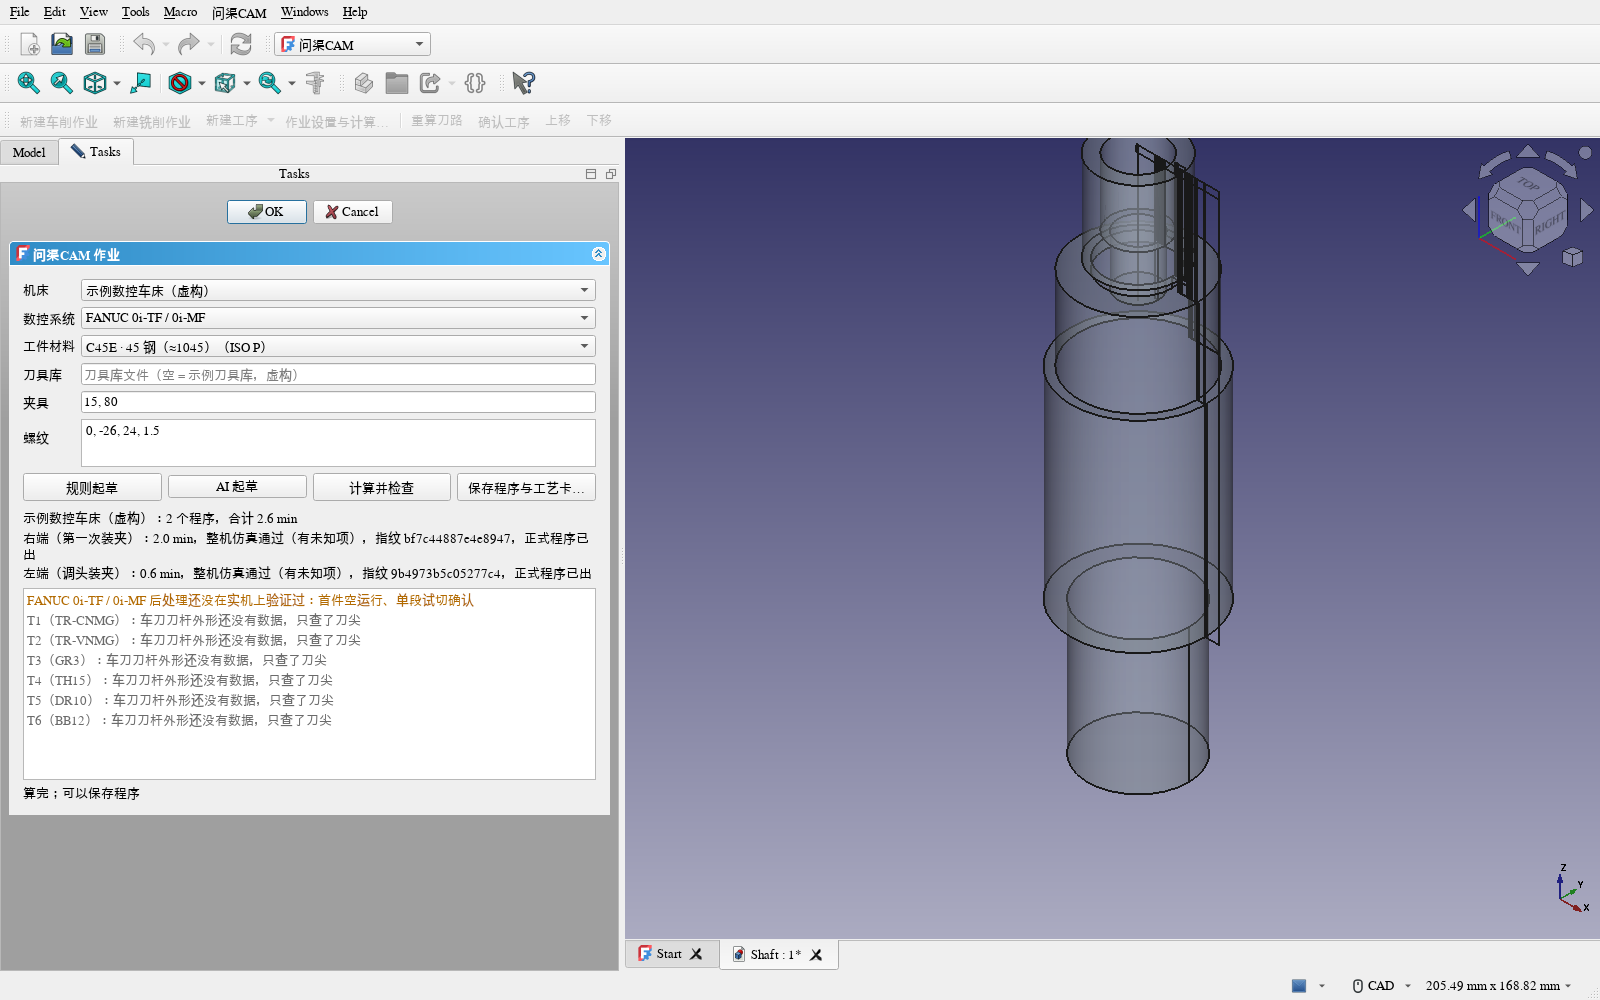 File Edit View Tools Macro 问渠CAM Windows Help
问渠CAM
新建车削作业 新建铣削作业 新建工序 作业设置与计算… 重算刀路 确认工序 上移 下移
Model Tasks
Tasks
OK Cancel
问渠CAM 作业
机床 示例数控车床（虚构）
数控系统 FANUC 0i-TF / 0i-MF
工件材料 C45E · 45 钢（≈1045）（ISO P）
刀具库 刀具库文件（空 = 示例刀具库，虚构）
夹具 15, 80
螺纹 0, -26, 24, 1.5
规则起草 AI 起草 计算并检查 保存程序与工艺卡…
示例数控车床（虚构）：2 个程序，合计 2.6 min
右端（第一次装夹）：2.0 min，整机仿真通过（有未知项），指纹 bf7c44887e4e8947，正式程序已
出
左端（调头装夹）：0.6 min，整机仿真通过（有未知项），指纹 9b4973b5c05277c4，正式程序已出
FANUC 0i-TF / 0i-MF 后处理还没在实机上验证过：首件空运行、单段试切确认
T1（TR-CNMG）：车刀刀杆外形还没有数据，只查了刀尖
T2（TR-VNMG）：车刀刀杆外形还没有数据，只查了刀尖
T3（GR3）：车刀刀杆外形还没有数据，只查了刀尖
T4（TH15）：车刀刀杆外形还没有数据，只查了刀尖
T5（DR10）：车刀刀杆外形还没有数据，只查了刀尖
T6（BB12）：车刀刀杆外形还没有数据，只查了刀尖
算完；可以保存程序
TOP
FRONT RIGHT
Z
Y
X
Start Shaft : 1*
CAD 205.49 mm x 168.82 mm